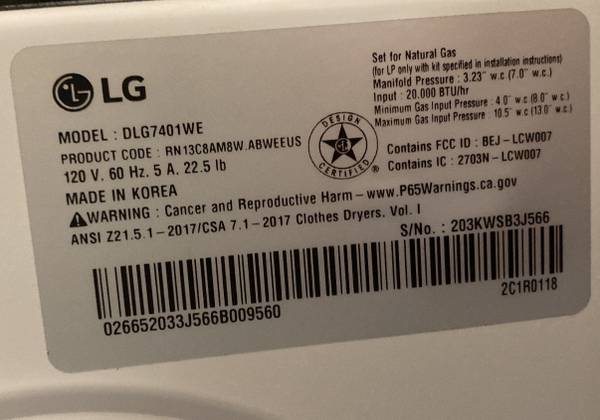 LG
Set for Natural Gas
(for LP only with kit specified in installation instructions)
Manifold Pressure : 3.23" w.c (7.0" w.c.)
Input : 20.000 BTU/hr
Minimum Gas Input Pressure : 4.0" w.c (8.0" w.c.)
Maximum Gas Input Pressure : 10.5" w.c (13.0" w.c.)
MODEL : DLG7401WE
PRODUCT CODE : RN13C8AM8W.ABWEEUS
120 V. 60 Hz. 5 A. 22.5 lb
MADE IN KOREA
DESIGN
CERTIFIED
®
Contains FCC ID : BEJ - LCW007
Contains IC : 2703N - LCW007
WARNING : Cancer and Reproductive Harm – www.P65Warnings.ca.gov
ANSI Z21.5.1 - 2017/CSA 7.1 - 2017 Clothes Dryers. Vol. I
S/No. : 203KWSB3J566
026652033J566B009560
2C1R0118